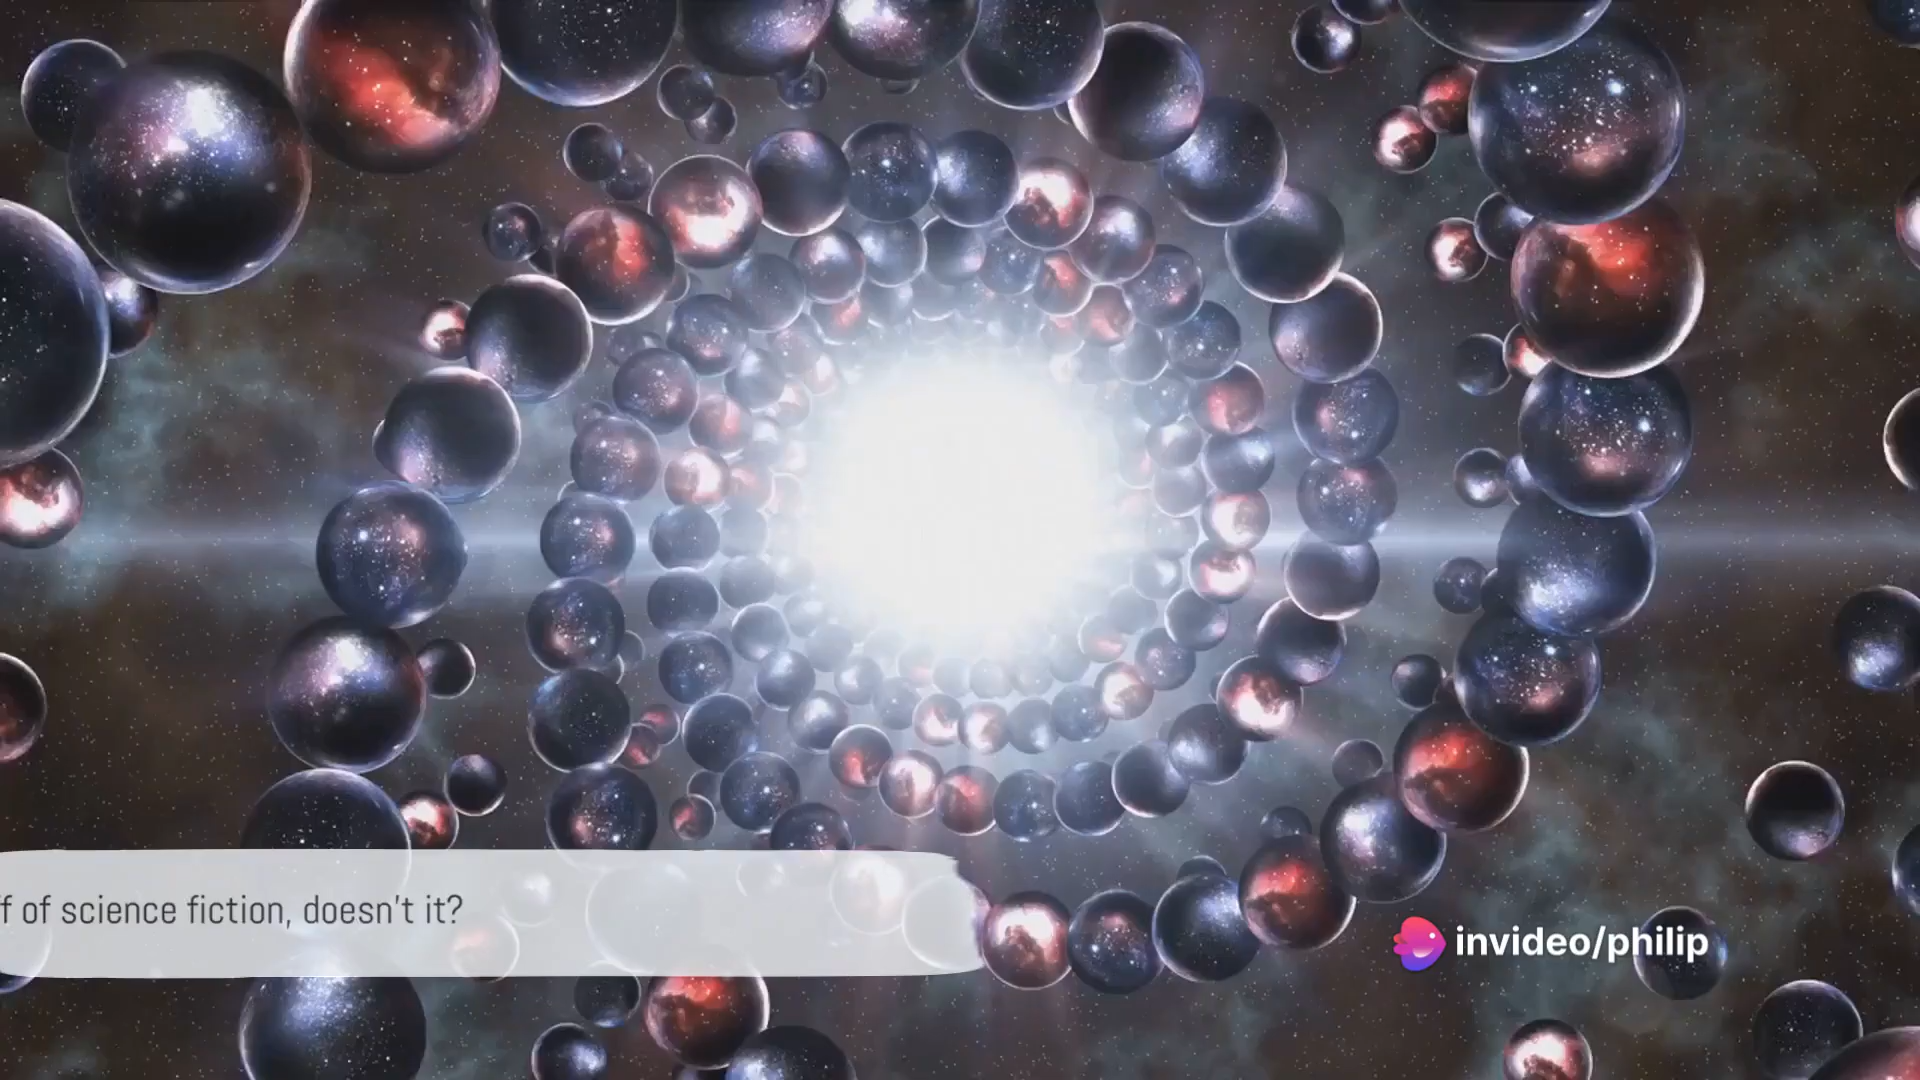 of science fiction, doesn't it?
invideo/philip